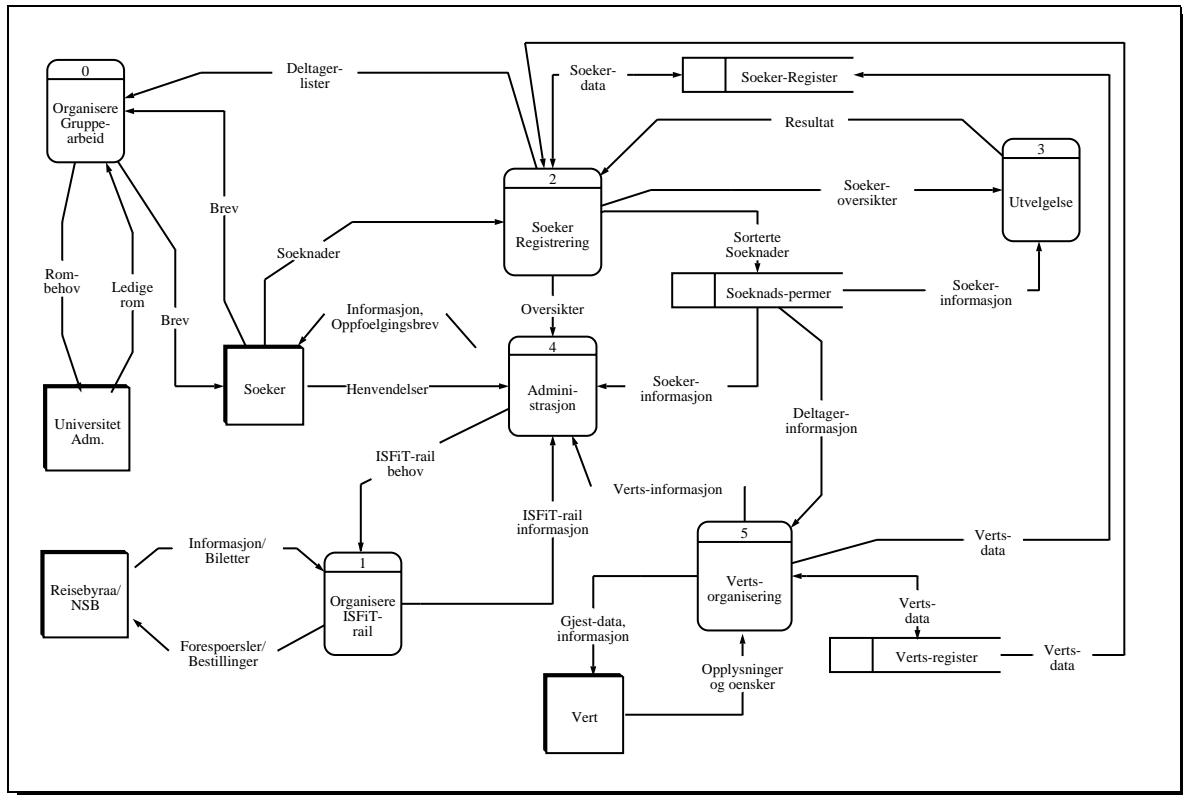 0
Organisere
Gruppe-
arbeid
Deltager-
lister
Soeker-
data
Soeker-Register
Resultat
3
Utvelgelse
2
Soeker
Registrering
Soeker-
oversikter
Brev
Soeknader
Sorterte
Soeknader
Rom-
behov
Ledige
rom
Brev
Informasjon,
Oppfoelgingsbrev
Oversikter
Soeknads-permer
Soeker-
informasjon
4
Admini-
strasjon
Soeker
Henvendelser
Soeker-
informasjon
Universitet
Adm.
Deltager-
informasjon
ISFiT-rail
behov
Verts-informasjon
ISFiT-rail
informasjon
Informasjon/
Biletter
1
Organisere
ISFiT-
rail
Reisebyraa/
NSB
Forespoersler/
Bestillinger
5
Verts-
organisering
Verts-
data
Gjest-data,
informasjon
Verts-
data
Opplysninger
og oensker
Verts-register
Verts-
data
Vert